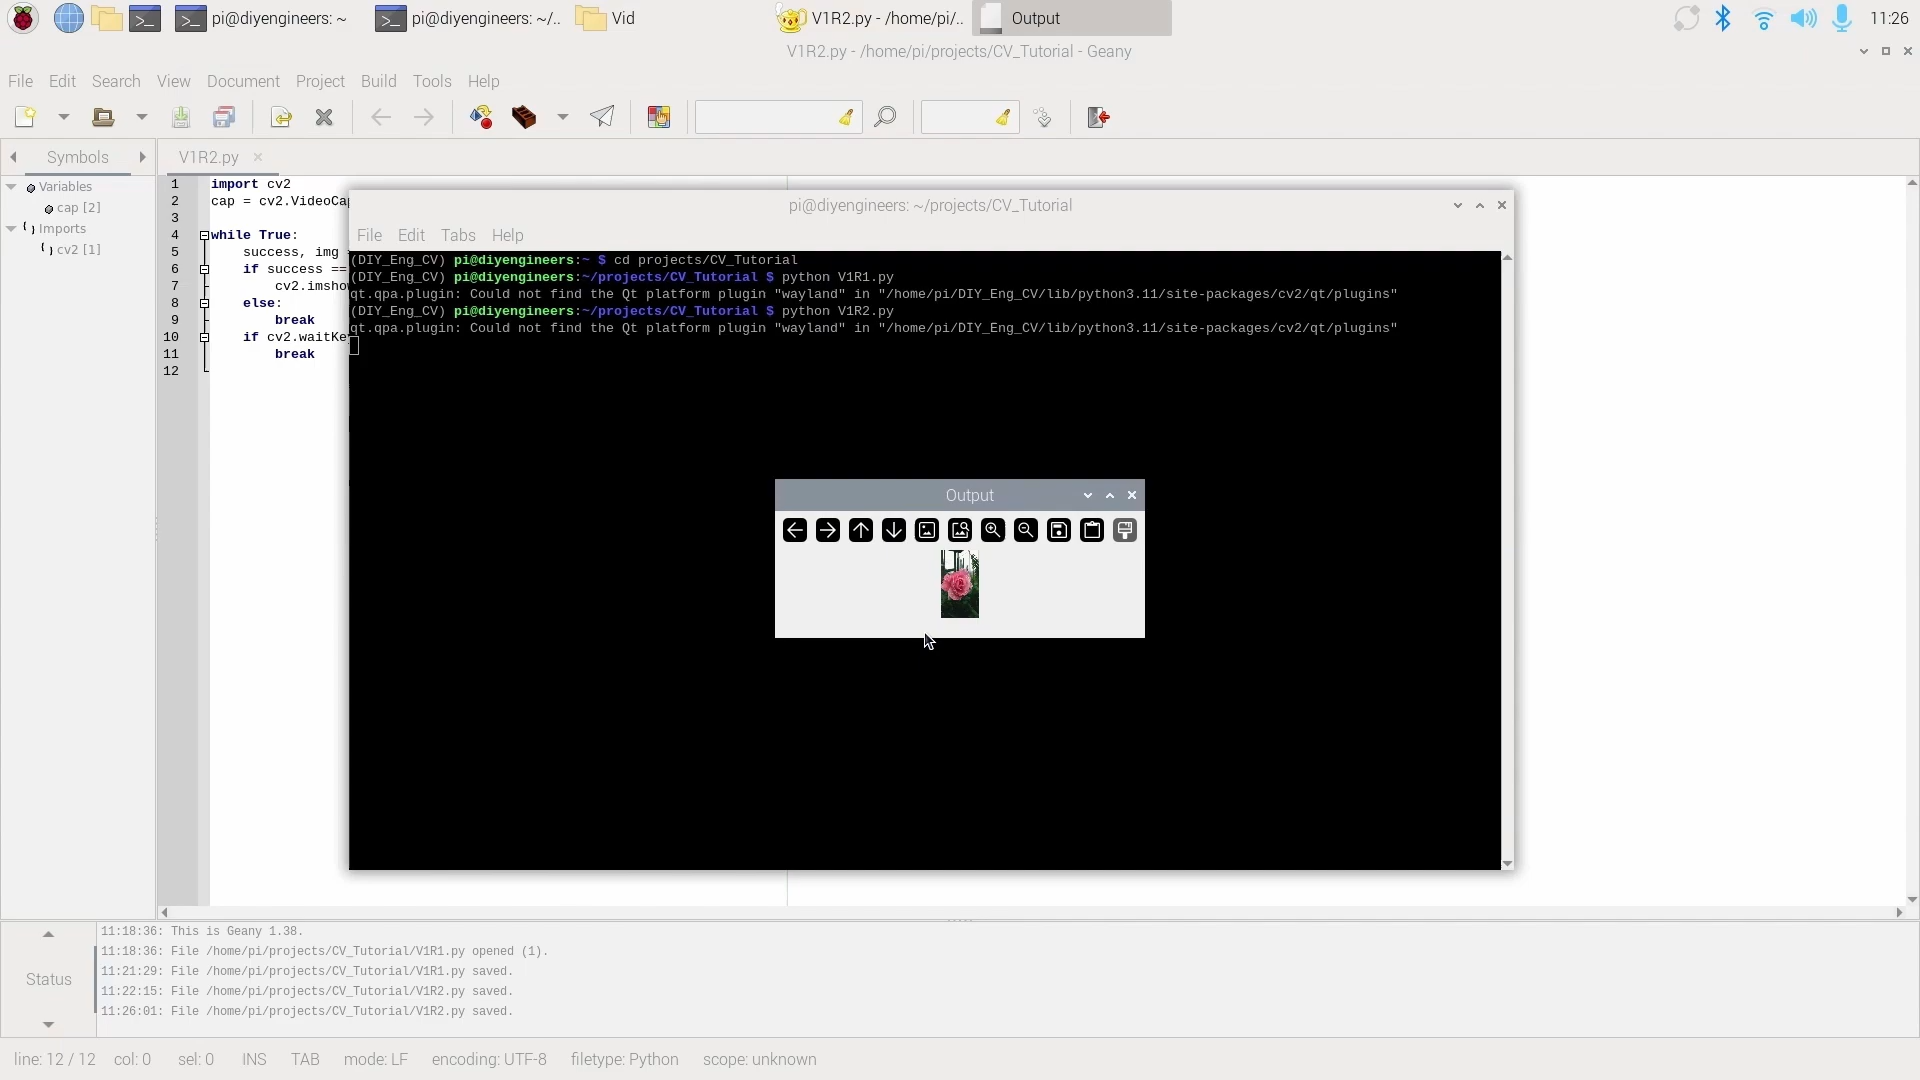 pi@diyengineers: ~
pi@diyengineers: ~/..
Vid
V1R2.py - /home/pi/..
Output
11:26
V1R2.py - /home/pi/projects/CV_Tutorial - Geany
File Edit Search View Document Project Build Tools Help
Symbols
V1R2.py
Variables
cap [2]
Imports
cv2 [1]
1 import cv2
2 cap = cv2.VideoCap
3
4 while True:
5 success, img
6 if success ==
7 cv2.imshow
8 else:
9 break
10 if cv2.waitKey
11 break
12
pi@diyengineers: ~/projects/CV_Tutorial
File Edit Tabs Help
(DIY_Eng_CV) pi@diyengineers:~ $ cd projects/CV_Tutorial
(DIY_Eng_CV) pi@diyengineers:~/projects/CV_Tutorial $ python V1R1.py
qt.qpa.plugin: Could not find the Qt platform plugin "wayland" in "/home/pi/DIY_Eng_CV/lib/python3.11/site-packages/cv2/qt/plugins"
(DIY_Eng_CV) pi@diyengineers:~/projects/CV_Tutorial $ python V1R2.py
qt.qpa.plugin: Could not find the Qt platform plugin "wayland" in "/home/pi/DIY_Eng_CV/lib/python3.11/site-packages/cv2/qt/plugins"
Output
Status
11:18:36: This is Geany 1.38.
11:18:36: File /home/pi/projects/CV_Tutorial/V1R1.py opened (1).
11:21:29: File /home/pi/projects/CV_Tutorial/V1R1.py saved.
11:22:15: File /home/pi/projects/CV_Tutorial/V1R2.py saved.
11:26:01: File /home/pi/projects/CV_Tutorial/V1R2.py saved.
line: 12 / 12 col: 0 sel: 0 INS TAB mode: LF encoding: UTF-8 filetype: Python scope: unknown